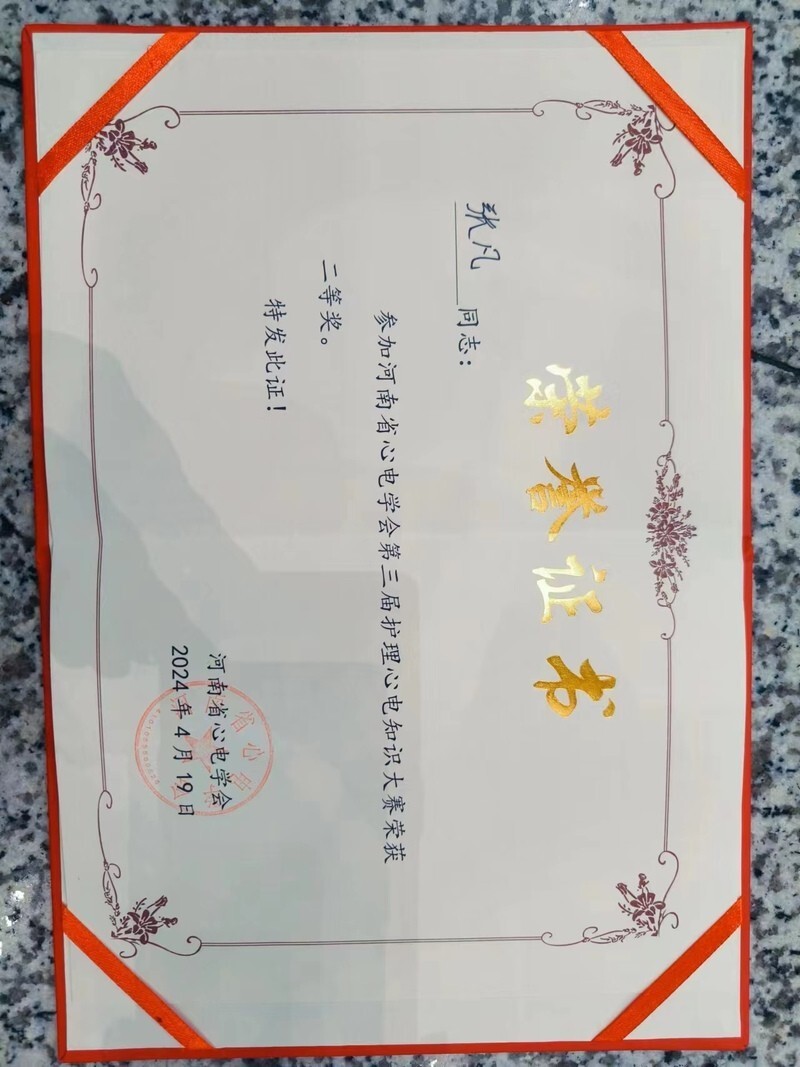 荣誉证书
张凡 同志：
参加河南省心电学会第三届护理心电知识大赛荣获
二等奖。
特发此证！
河南省心电学会
2024年4月19日